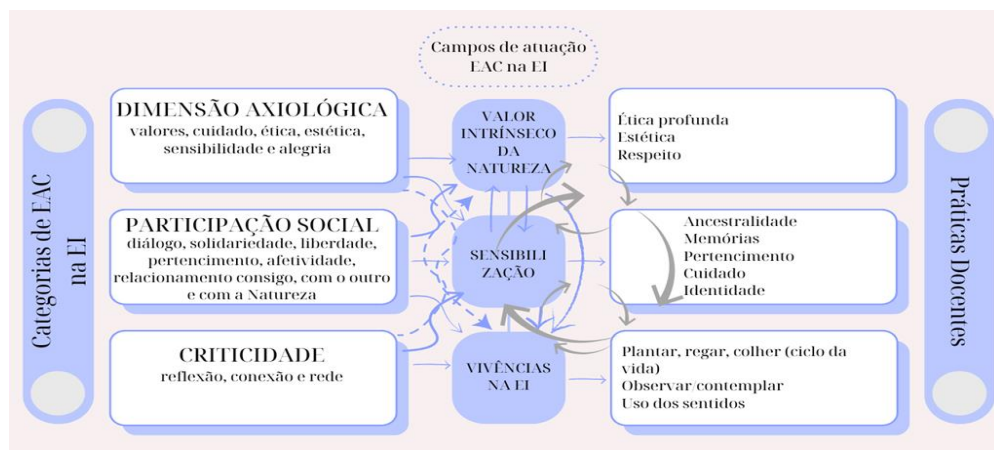 Campos de atuação
EAC na EI
Categorias de EAC
na EI
DIMENSÃO AXIOLÓGICA
valores, cuidado, ética, estética,
sensibilidade e alegria
PARTICIPAÇÃO SOCIAL
diálogo, solidariedade, liberdade,
pertencimento, afetividade,
relacionamento consigo, com o outro
e com a Natureza
CRITICIDADE
reflexão, conexão e rede
VALOR
INTRÍNSECO
DA
NATUREZA
SENSIBILI
ZAÇÃO
VIVÊNCIAS
NA EI
Ética profunda
Estética
Respeito
Ancestralidade
Memórias
Pertencimento
Cuidado
Identidade
Plantar, regar, colher (ciclo da
vida)
Observar/contemplar
Uso dos sentidos
Práticas Docentes